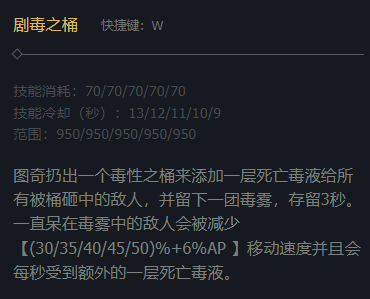 剧毒之桶 快捷键：W
技能消耗：70/70/70/70/70
技能冷却（秒）：13/12/11/10/9
范围：950/950/950/950/950
图奇扔出一个毒性之桶来添加一层死亡毒液给所
有被桶砸中的敌人，并留下一团毒雾，存留3秒。
一直呆在毒雾中的敌人会被减少
【(30/35/40/45/50)%+6%AP 】移动速度并且会
每秒受到额外的一层死亡毒液。